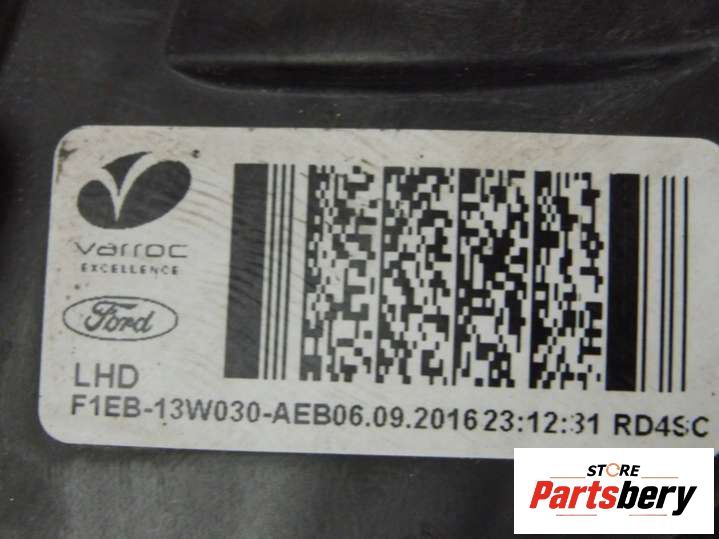 varroc
EXCELLENCE
Ford
LHD
F1EB-13W030-AEB06.09.2016 23:12:31 RD4SC
STORE
Partsbery